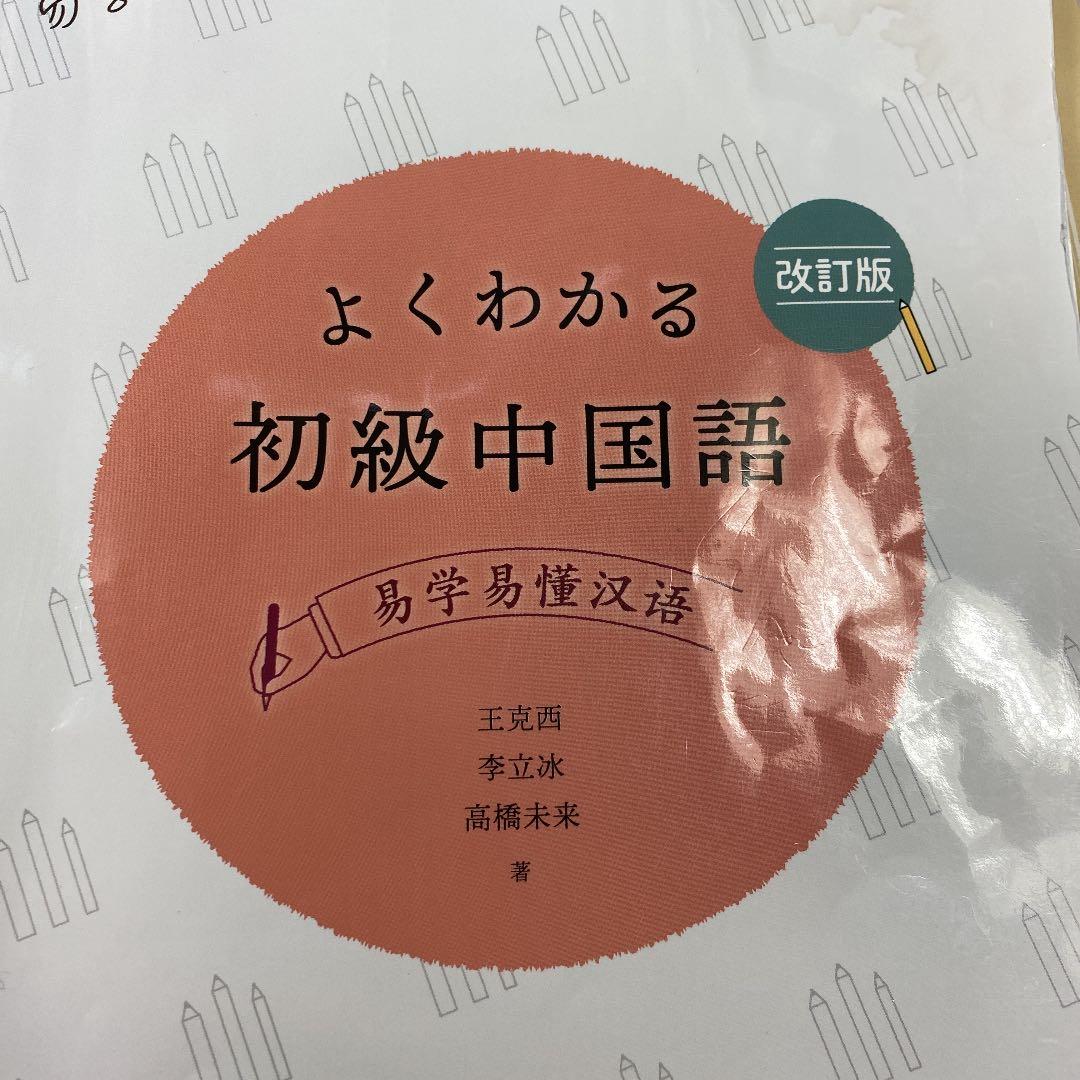 改訂版
よくわかる
初級中国語
易学易懂汉语
王克西
李立冰
高橋未来
著